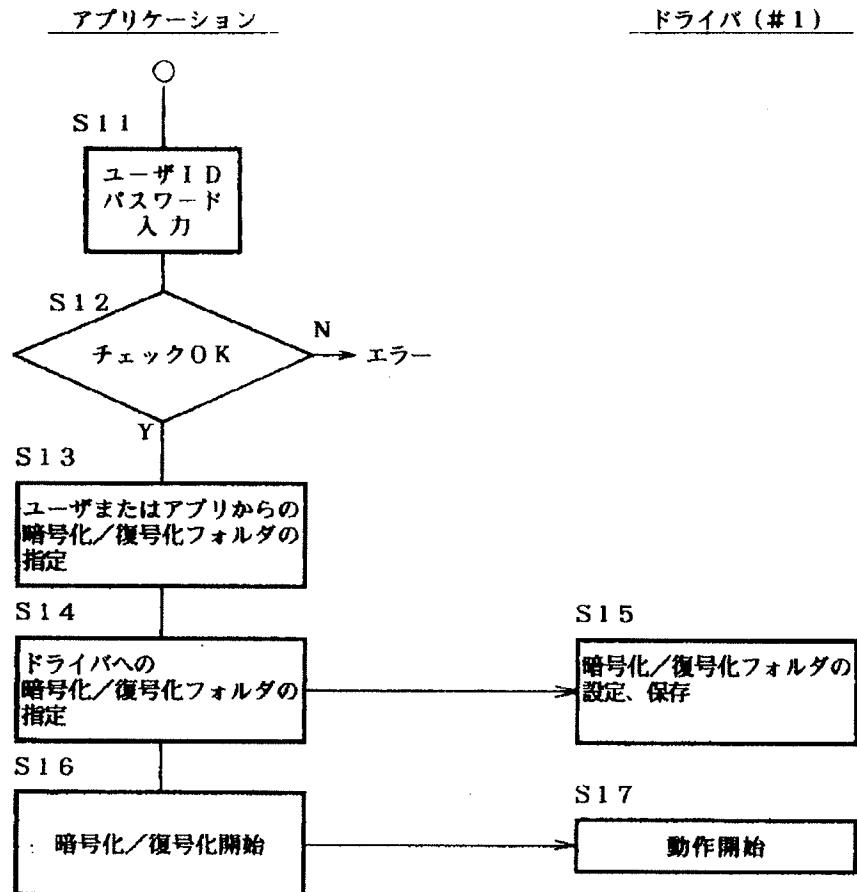 アプリケーション
ドライバ(#1)
S11
ユーザID
パスワード
入力
S12
チェックOK
N
エラー
Y
S13
ユーザまたはアプリからの
暗号化/復号化フォルダの
指定
S14
ドライバへの
暗号化/復号化フォルダの
指定
S15
暗号化/復号化フォルダの
設定、保存
S16
暗号化/復号化開始
S17
動作開始